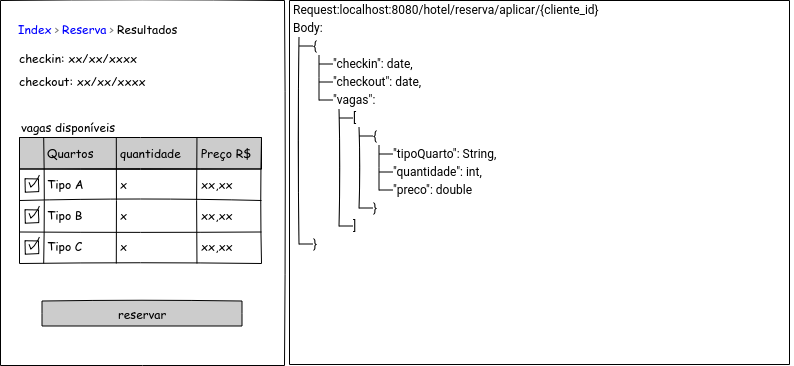 Index > Reserva > Resultados
checkin: xx/xx/xxxx
checkout: xx/xx/xxxx
vagas disponíveis
Quartos quantidade Preço R$
Tipo A x xx,xx
Tipo B x xx,xx
Tipo C x xx,xx
reservar
Request:localhost:8080/hotel/reserva/aplicar/{cliente_id}
Body:
{
"checkin": date,
"checkout": date,
"vagas":
[
{
"tipoQuarto": String,
"quantidade": int,
"preco": double
}
]
}